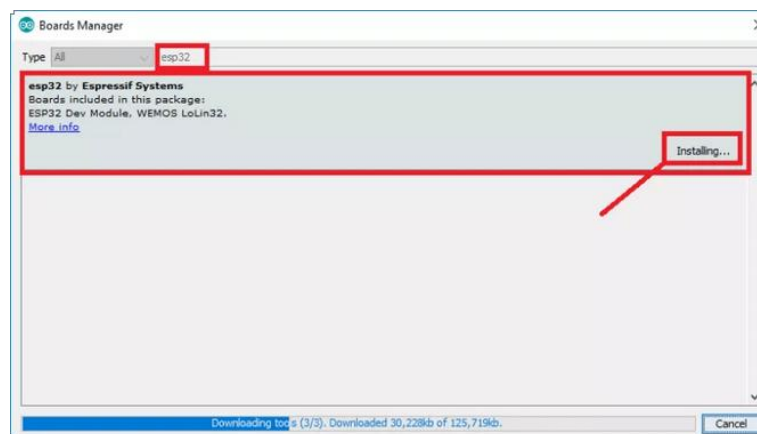 Boards Manager
Type All esp32
esp32 by Espressif Systems
Boards included in this package:
ESP32 Dev Module, WEMOS LoLin32.
More info
Installing...
Downloading tools (3/3). Downloaded 30,228kb of 125,719kb.
Cancel